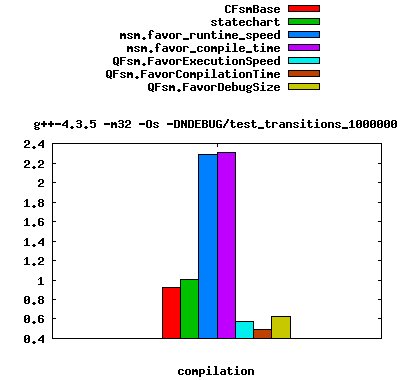 CFsmBase
statechart
msm.favor_runtime_speed
msm.favor_compile_time
QFsm.FavorExecutionSpeed
QFsm.FavorCompilationTime
QFsm.FavorDebugSize
g++-4.3.5 -m32 -Os -DNDEBUG/test_transitions_1000000
2.4
2.2
2
1.8
1.6
1.4
1.2
1
0.8
0.6
0.4
compilation